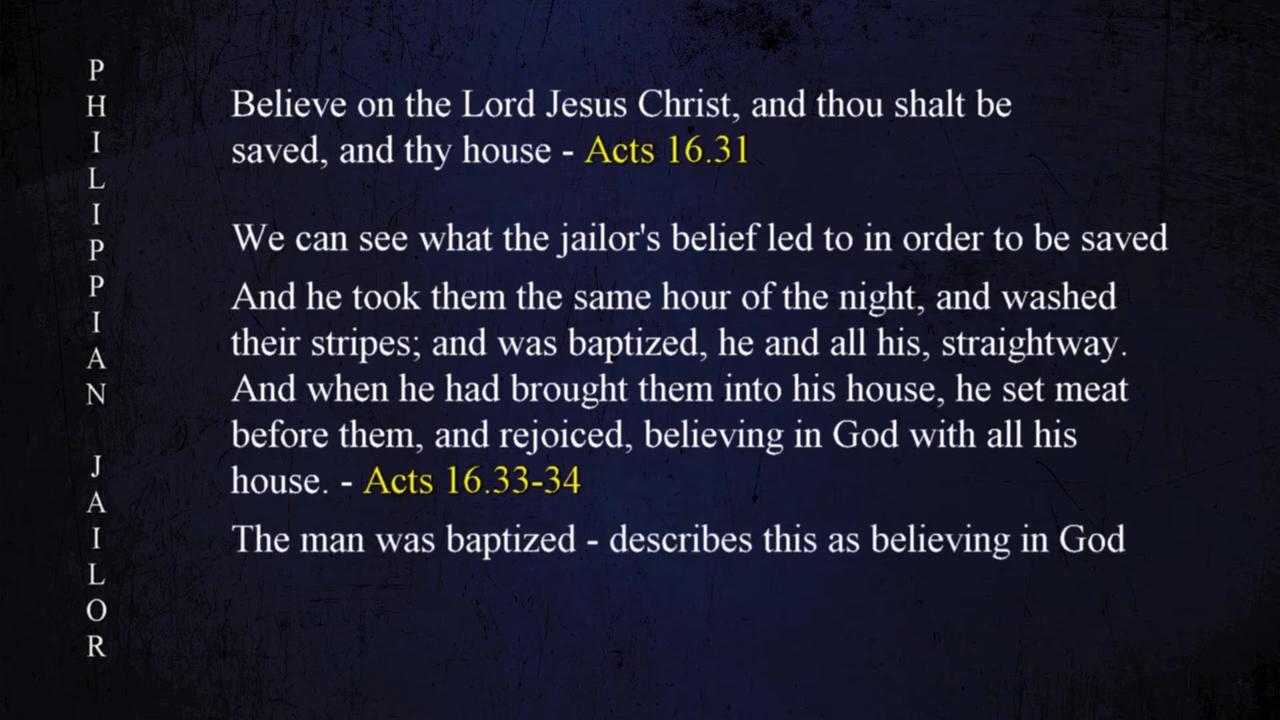 PHILIPPIAN JAILOR
Believe on the Lord Jesus Christ, and thou shalt be
saved, and thy house - Acts 16.31
We can see what the jailor's belief led to in order to be saved
And he took them the same hour of the night, and washed
their stripes; and was baptized, he and all his, straightway.
And when he had brought them into his house, he set meat
before them, and rejoiced, believing in God with all his
house. - Acts 16.33-34
The man was baptized - describes this as believing in God